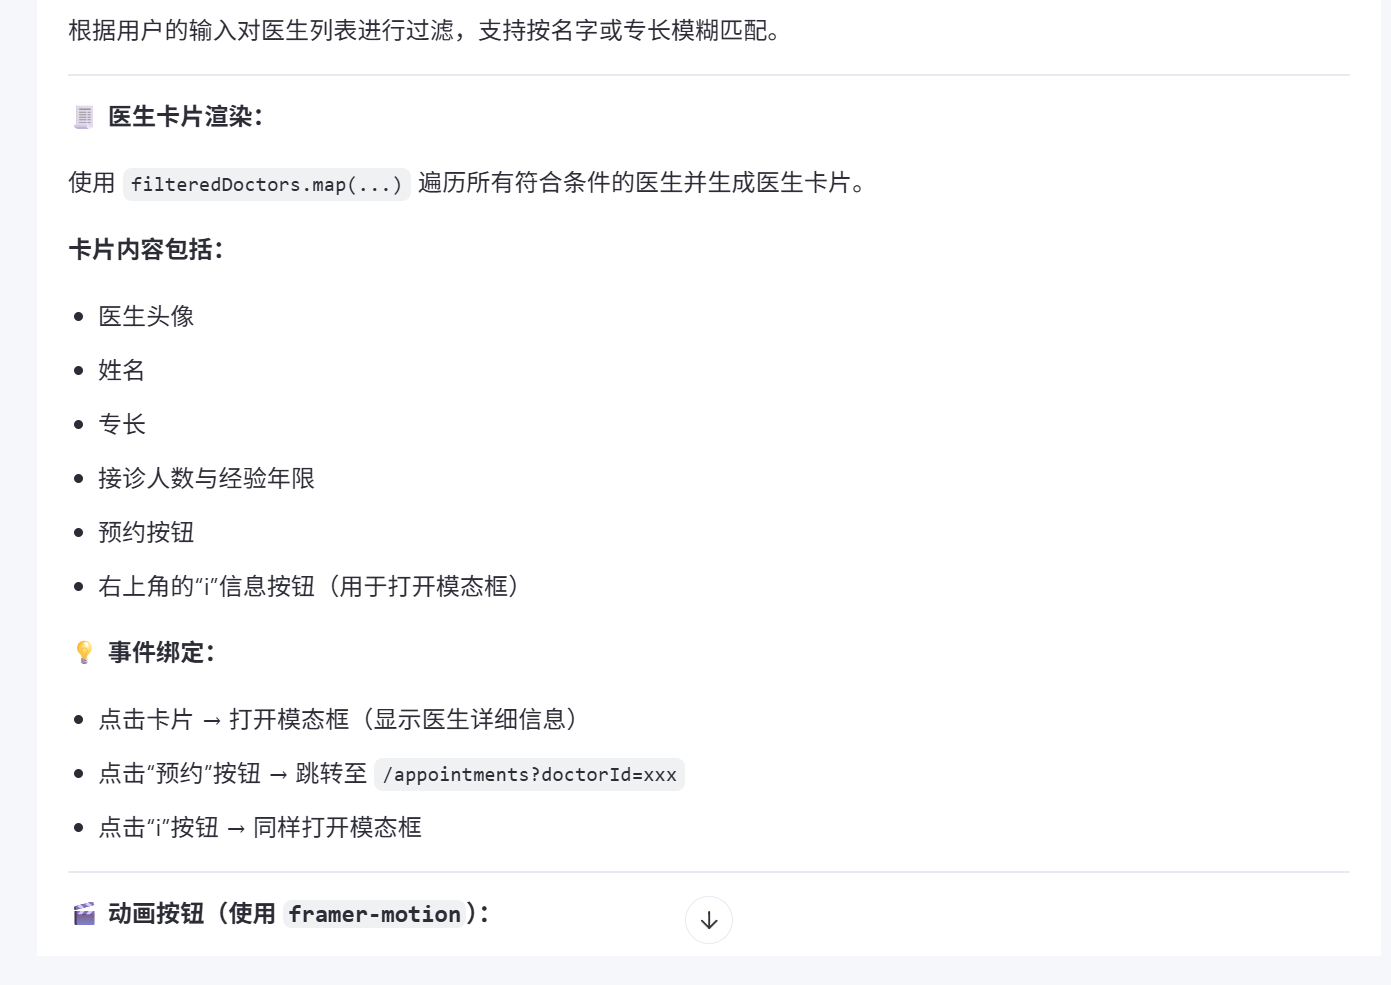 根据用户的输入对医生列表进行过滤，支持按名字或专长模糊匹配。
医生卡片渲染：
使用 filteredDoctors.map(...) 遍历所有符合条件的医生并生成医生卡片。
卡片内容包括：
医生头像
姓名
专长
接诊人数与经验年限
预约按钮
右上角的“i”信息按钮（用于打开模态框）
事件绑定：
点击卡片 → 打开模态框（显示医生详细信息）
点击“预约”按钮 → 跳转至 /appointments?doctorId=xxx
点击“i”按钮 → 同样打开模态框
动画按钮（使用 framer-motion）：